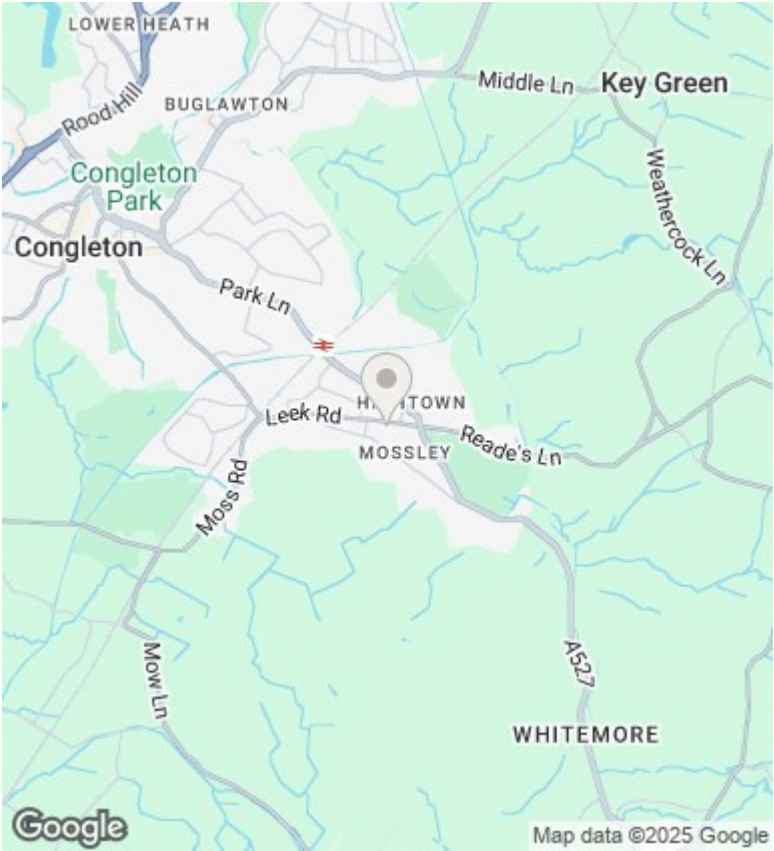 LOWER HEATH
Rood Hill
BUGLAWTON
Middle Ln
Key Green
Congleton
Park
Weathercock Ln
Congleton
Park Ln
Leek Rd
H HTOWN
MOSSLEY
Reade's Ln
Moss Rd
Mow Ln
A527
WHITEMORE
Google
Map data ©2025 Google